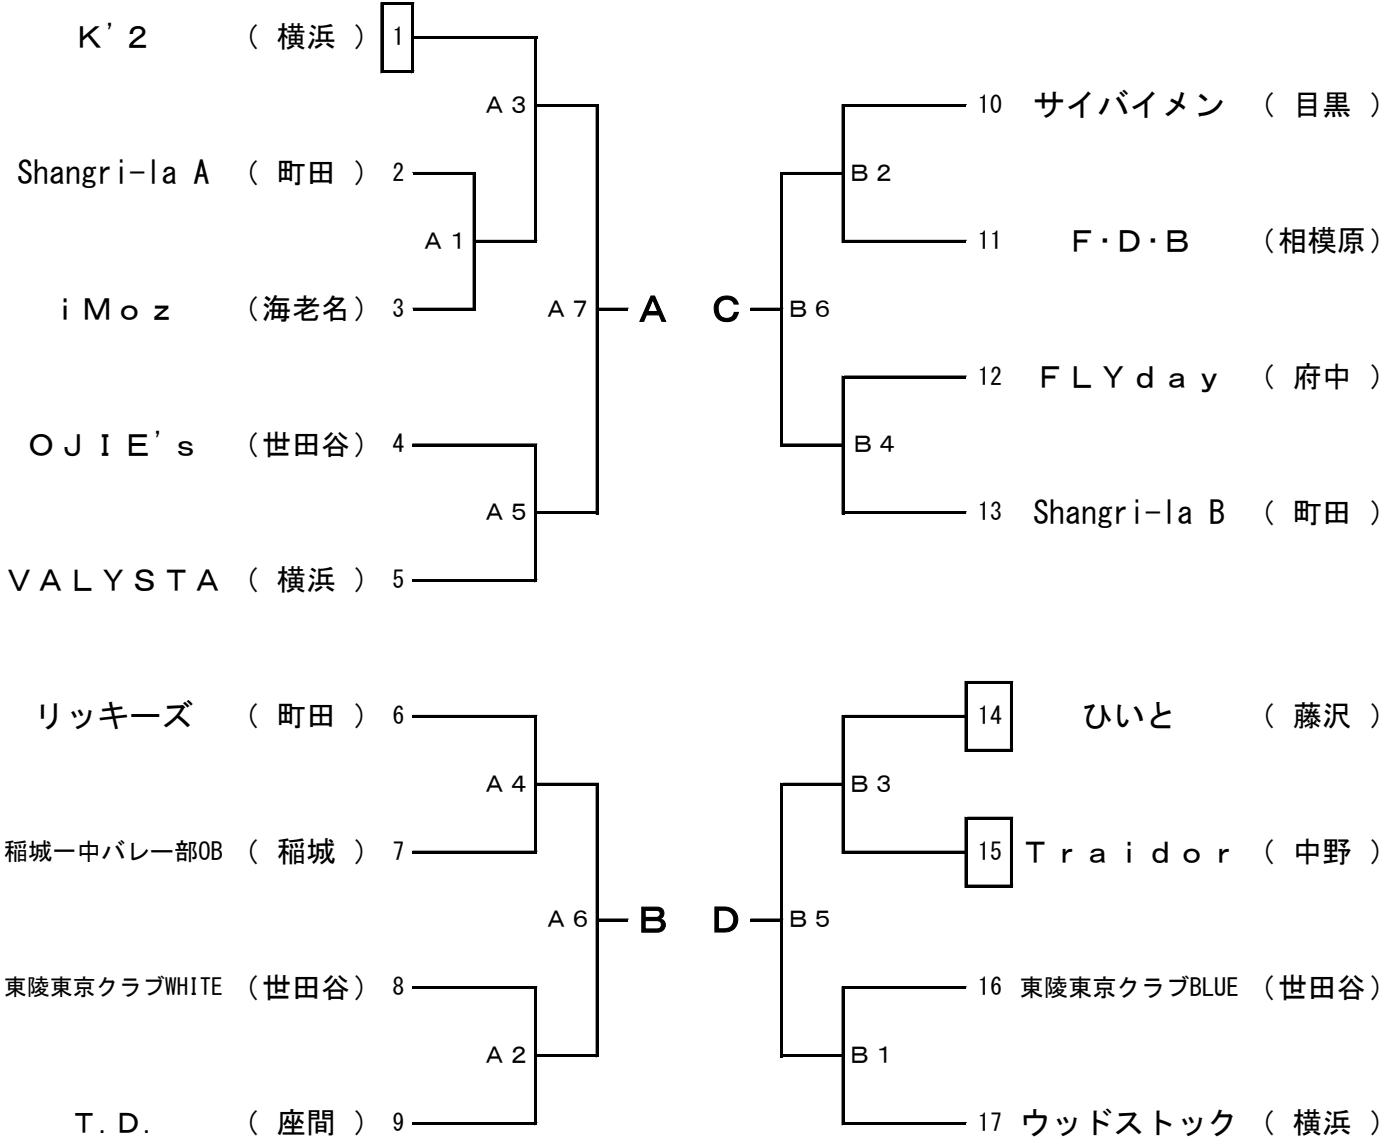 Ｋ’２ （ 横浜 ） 1
Ａ３
Shangri-la A （ 町田 ） 2
Ａ１
ｉＭｏｚ （海老名） 3
Ａ７
A
ＯＪＩＥ’ｓ （世田谷） 4
Ａ５
ＶＡＬＹＳＴＡ （ 横浜 ） 5
リッキーズ （ 町田 ） 6
Ａ４
稲城一中バレー部OB （ 稲城 ） 7
Ａ６
B
東陵東京クラブWHITE （世田谷） 8
Ａ２
Ｔ．Ｄ． （ 座間 ） 9
10 サイバイメン （ 目黒 ）
Ｂ２
11 Ｆ・Ｄ・Ｂ （相模原）
C
Ｂ６
12 ＦＬＹｄａｙ （ 府中 ）
Ｂ４
13 Shangri-la B （ 町田 ）
14 ひいと （ 藤沢 ）
Ｂ３
15 Ｔｒａｉｄｏｒ （ 中野 ）
D
Ｂ５
16 東陵東京クラブBLUE （世田谷）
Ｂ１
17 ウッドストック （ 横浜 ）